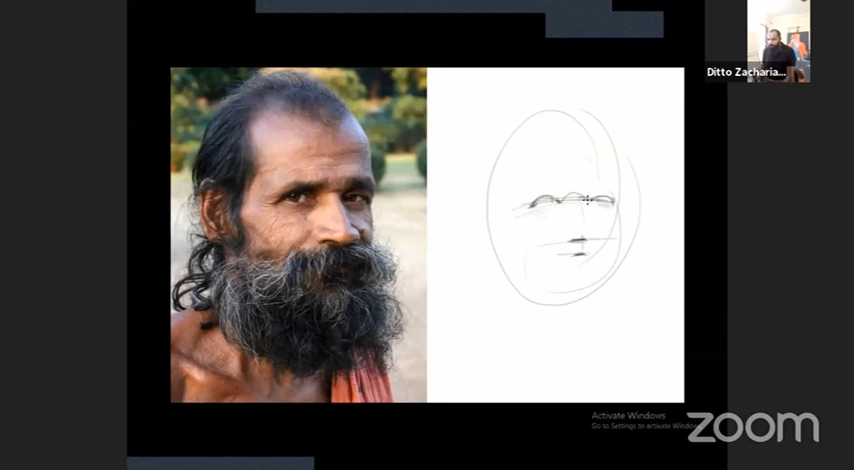 Ditto Zacharia...
Activate Windows
Go to Settings to activate Windows
zoom